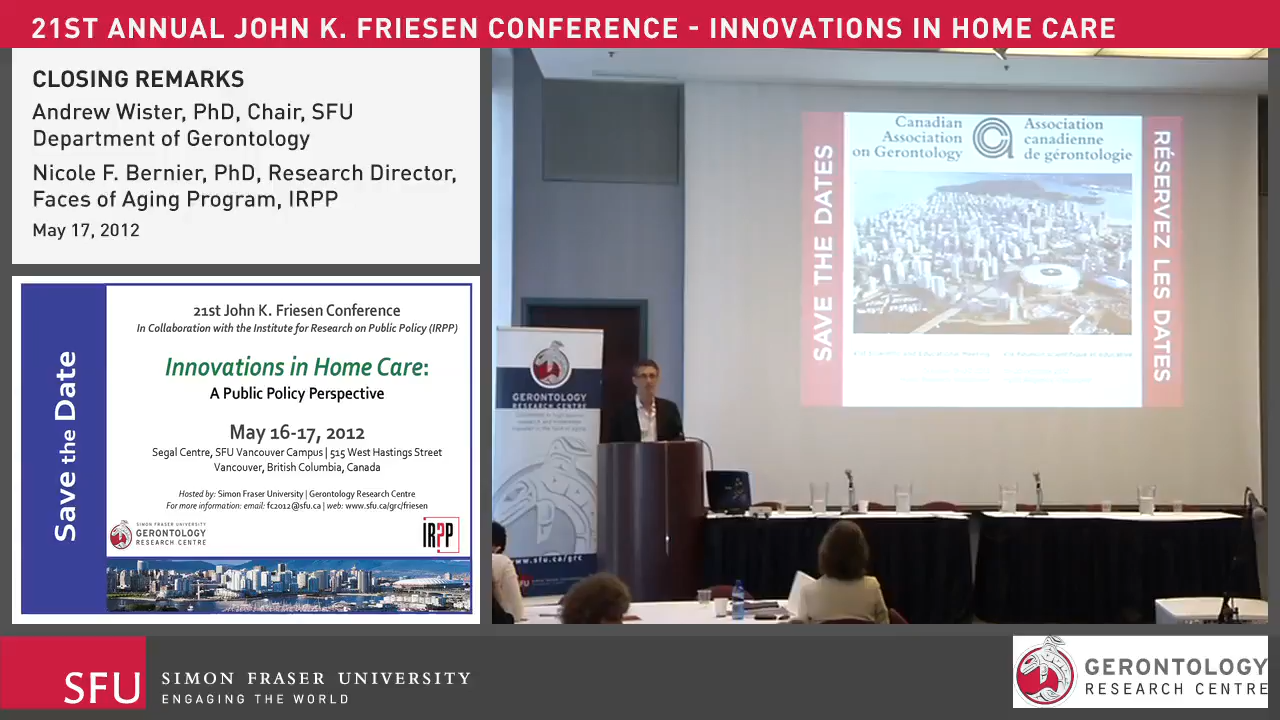 21ST ANNUAL JOHN K. FRIESEN CONFERENCE - INNOVATIONS IN HOME CARE
CLOSING REMARKS
Andrew Wister, PhD, Chair, SFU
Department of Gerontology
Nicole F. Bernier, PhD, Research Director,
Faces of Aging Program, IRPP
May 17, 2012
Save the Date
21st John K. Friesen Conference
In Collaboration with the Institute for Research on Public Policy (IRPP)
Innovations in Home Care:
A Public Policy Perspective
May 16-17, 2012
Segal Centre, SFU Vancouver Campus | 515 West Hastings Street
Vancouver, British Columbia, Canada
Hosted by: Simon Fraser University | Gerontology Research Centre
For more information: email: fc2012@sfu.ca | web: www.sfu.ca/grc/friesen
SIMON FRASER UNIVERSITY
GERONTOLOGY
RESEARCH CENTRE
IRPP
SAVE THE DATES
Canadian
Association
on Gerontology
Association
canadienne
de gérontologie
RÉSERVEZ LES DATES
GERONTOLOGY
RESEARCH CENTRE
www.sfu.ca/grc
SFU
SFU
SIMON FRASER UNIVERSITY
ENGAGING THE WORLD
GERONTOLOGY
RESEARCH CENTRE